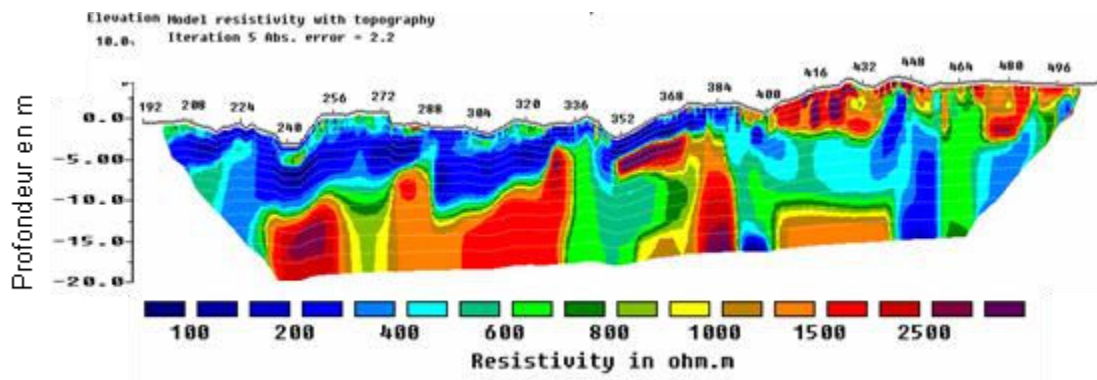 Elevation Model resistivity with topography
10.0 Iteration 5 Abs. error = 2.2
192 208 224 240 256 272 288 304 320 336 352 368 384 400 416 432 448 464 480 496
0.0
-5.00
-10.0
-15.0
-20.0
Profondeur en m
100 200 400 600 800 1000 1500 2500
Resistivity in ohm.m